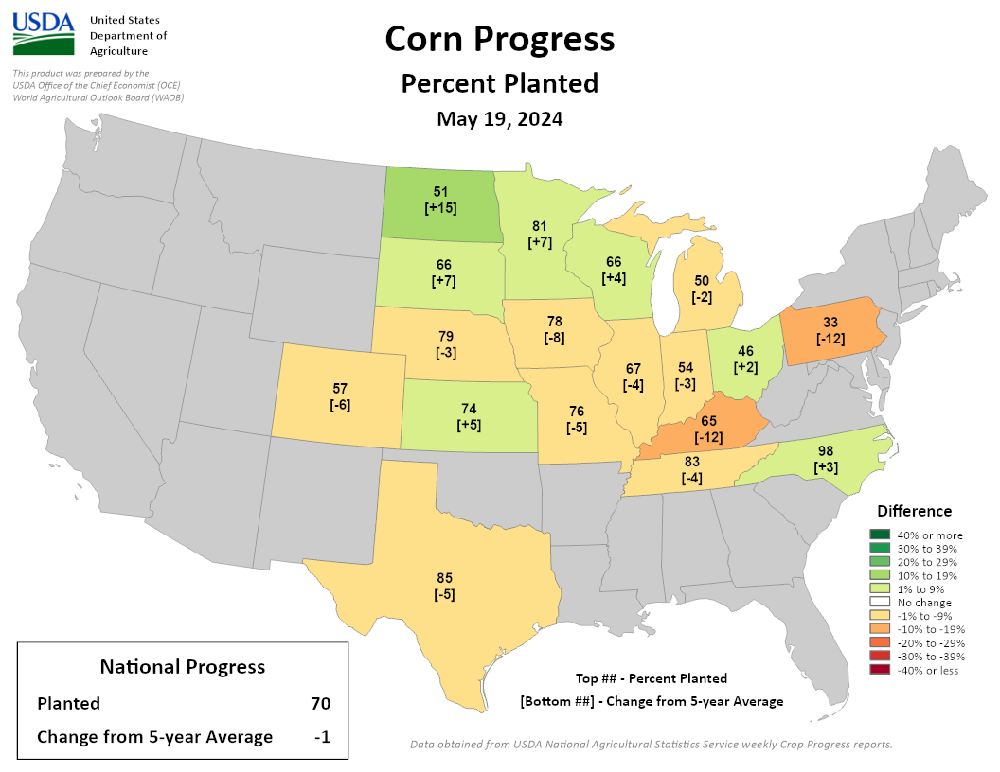 USDA
United States
Department of
Agriculture
This product was prepared by the
USDA Office of the Chief Economist (OCE)
World Agricultural Outlook Board (WAOB)
Corn Progress
Percent Planted
May 19, 2024
51
[+15]
81
[+7]
66
[+7]
66
[+4]
50
[-2]
33
[-12]
79
[-3]
78
[-8]
67
[-4]
54
[-3]
46
[+2]
57
[-6]
74
[+5]
76
[-5]
65
[-12]
83
[-4]
98
[+3]
85
[-5]
Difference
40% or more
30% to 39%
20% to 29%
10% to 19%
1% to 9%
No change
-1% to -9%
-10% to -19%
-20% to -29%
-30% to -39%
-40% or less
National Progress
Planted 70
Change from 5-year Average -1
Top ## - Percent Planted
[Bottom ##] - Change from 5-year Average
Data obtained from USDA National Agricultural Statistics Service weekly Crop Progress reports.